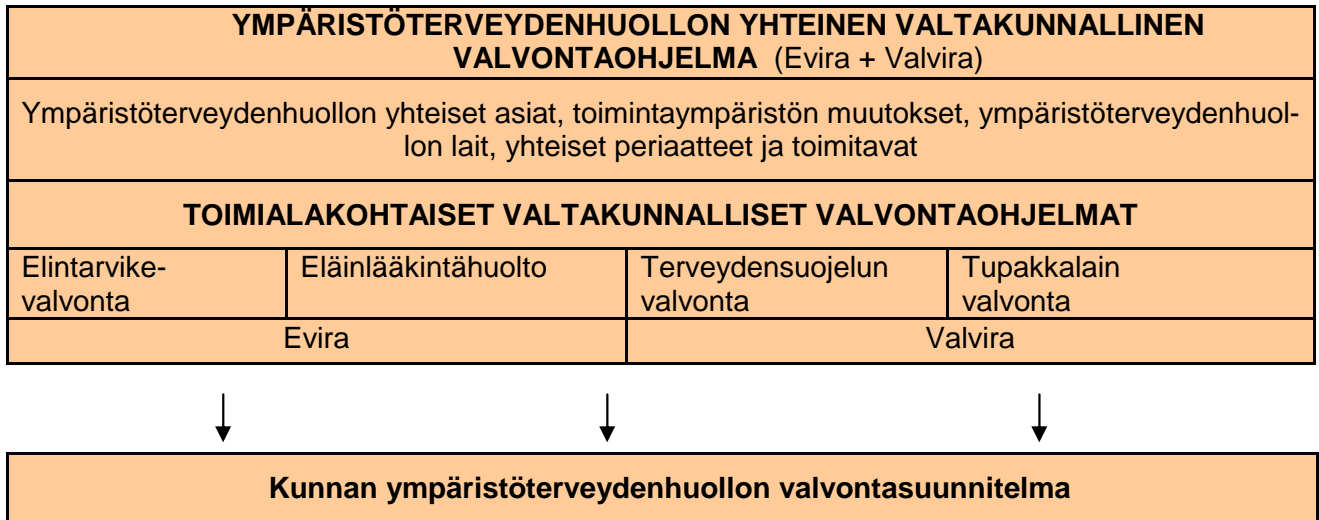 YMPÄRISTÖTERVEYDENHUOLLON YHTEINEN VALTAKUNNALLINEN
VALVONTAOHJELMA (Evira + Valvira)
Ympäristöterveydenhuollon yhteiset asiat, toimintaympäristön muutokset, ympäristöterveydenhuol-
lon lait, yhteiset periaatteet ja toimitavat
TOIMIALAKOHTAISET VALTAKUNNALLISET VALVONTAOHJELMAT
Elintarvike-
valvonta
Eläinlääkintähuolto
Terveydensuojelun
valvonta
Tupakkalain
valvonta
Evira
Valvira
Kunnan ympäristöterveydenhuollon valvontasuunnitelma